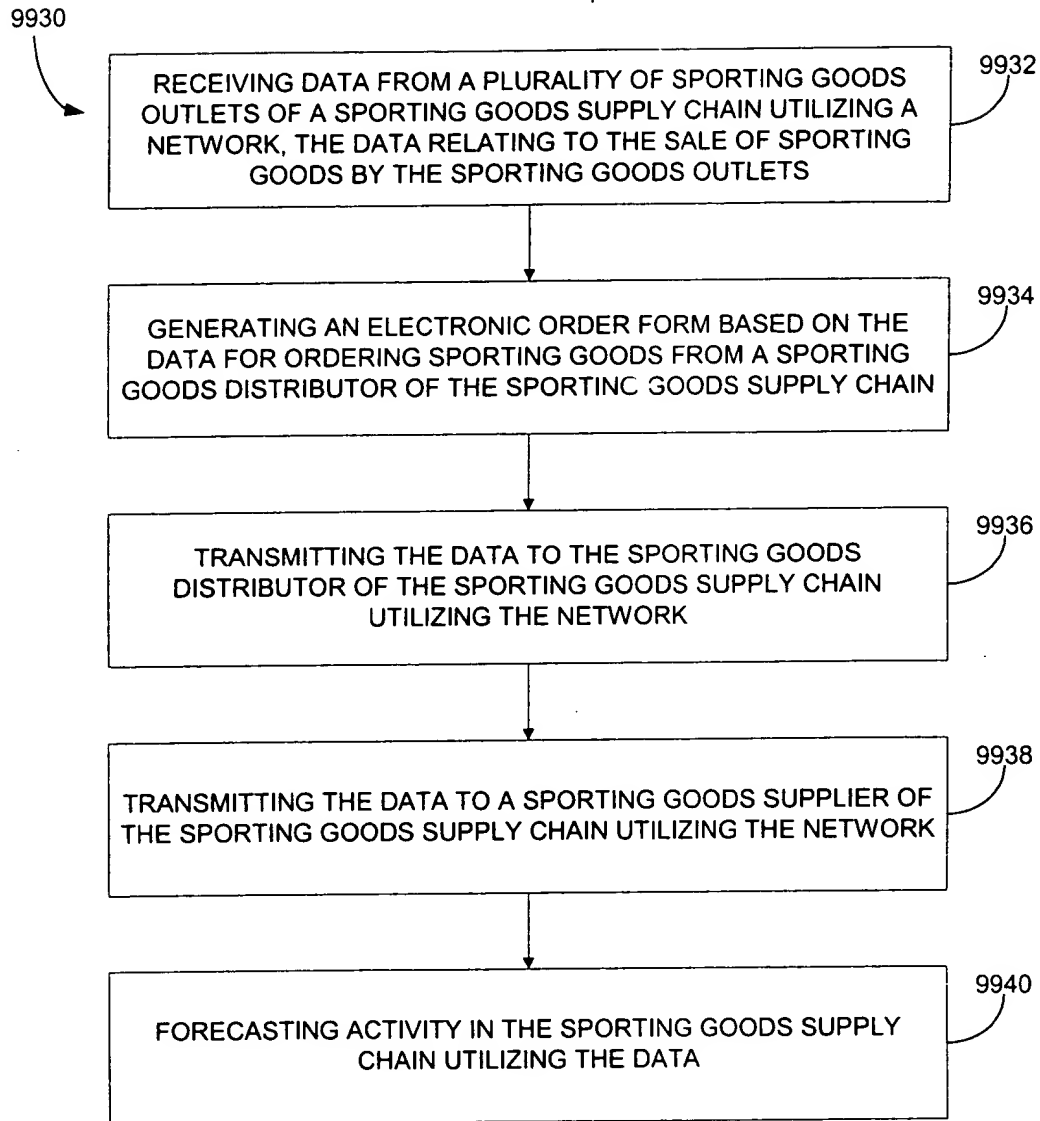 9930
RECEIVING DATA FROM A PLURALITY OF SPORTING GOODS
OUTLETS OF A SPORTING GOODS SUPPLY CHAIN UTILIZING A
NETWORK, THE DATA RELATING TO THE SALE OF SPORTING
GOODS BY THE SPORTING GOODS OUTLETS
9932
GENERATING AN ELECTRONIC ORDER FORM BASED ON THE
DATA FOR ORDERING SPORTING GOODS FROM A SPORTING
GOODS DISTRIBUTOR OF THE SPORTING GOODS SUPPLY CHAIN
9934
TRANSMITTING THE DATA TO THE SPORTING GOODS
DISTRIBUTOR OF THE SPORTING GOODS SUPPLY CHAIN
UTILIZING THE NETWORK
9936
TRANSMITTING THE DATA TO A SPORTING GOODS SUPPLIER OF
THE SPORTING GOODS SUPPLY CHAIN UTILIZING THE NETWORK
9938
FORECASTING ACTIVITY IN THE SPORTING GOODS SUPPLY
CHAIN UTILIZING THE DATA
9940